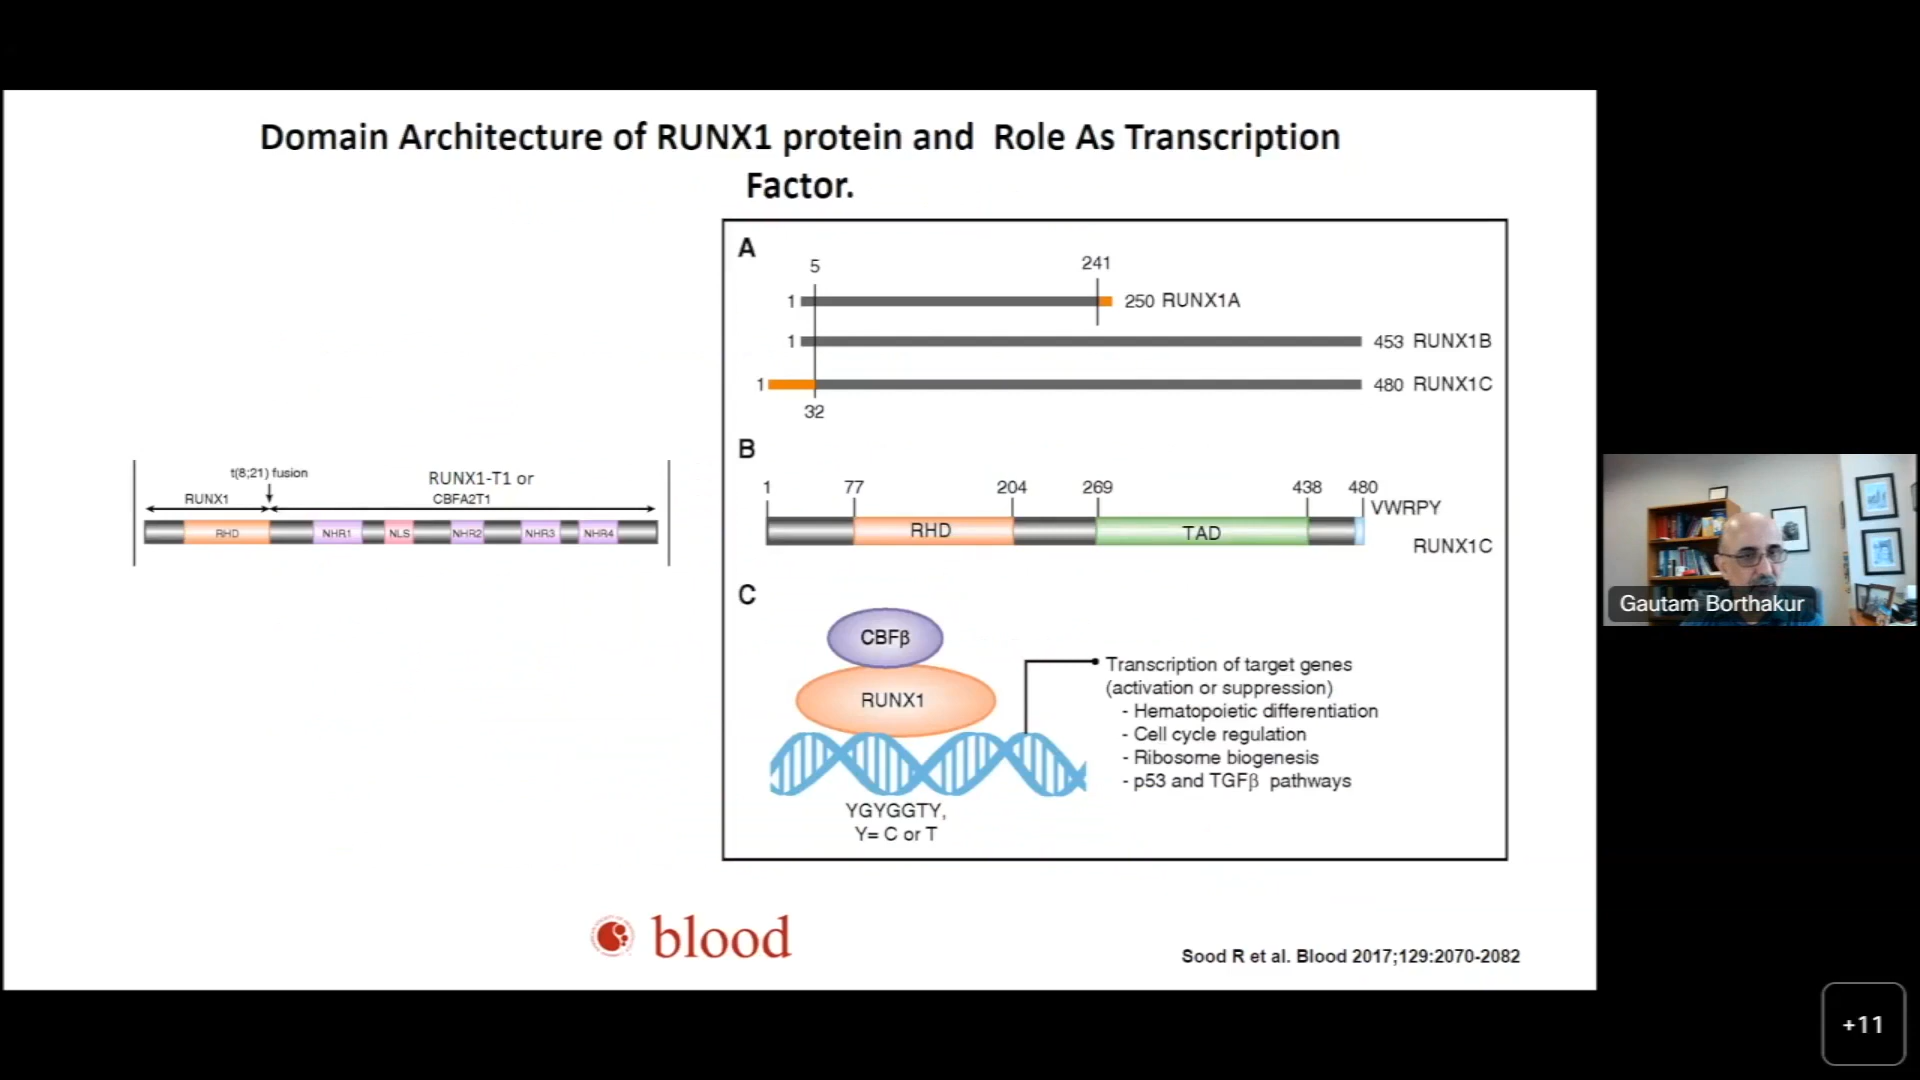 Domain Architecture of RUNX1 protein and Role As Transcription
Factor.
t(8;21) fusion
RUNX1-T1 or
RUNX1
CBFA2T1
RHD
NHR1
NLS
NHR2
NHR3
NHR4
A
5
241
1
250 RUNX1A
1
453 RUNX1B
1
480 RUNX1C
32
B
1
77
204
269
438
480
VWRPY
RHD
TAD
RUNX1C
C
CBFβ
RUNX1
Transcription of target genes
(activation or suppression)
- Hematopoietic differentiation
- Cell cycle regulation
- Ribosome biogenesis
- p53 and TGFβ pathways
YGYGGTY,
Y= C or T
blood
Sood R et al. Blood 2017;129:2070-2082
Gautam Borthakur
+11